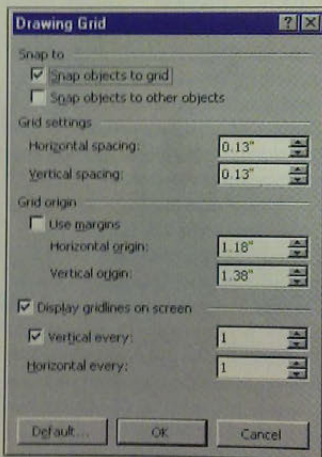 Drawing Grid
Snap to
Snap objects to grid
Snap objects to other objects
Grid settings
Horizontal spacing: 0.13"
Vertical spacing: 0.13"
Grid origin
Use margins
Horizontal origin: 1.18"
Vertical origin: 1.38"
Display gridlines on screen
Vertical every: 1
Horizontal every: 1
Default... OK Cancel